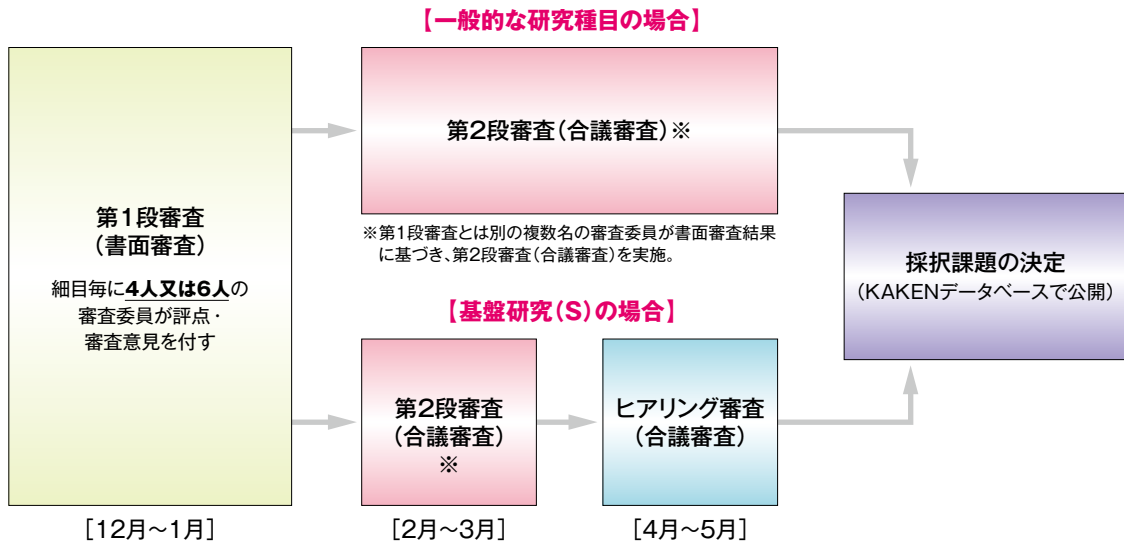 【一般的な研究種目の場合】
第1段審査
(書面審査)
細目毎に4人又は6人の
審査委員が評点・
審査意見を付す
[12月〜1月]
第2段審査(合議審査)※
※第1段審査とは別の複数名の審査委員が書面審査結果
に基づき、第2段審査(合議審査)を実施。
【基盤研究(S)の場合】
第2段審査
(合議審査)
※
[2月〜3月]
ヒアリング審査
(合議審査)
[4月〜5月]
採択課題の決定
(KAKENデータベースで公開)